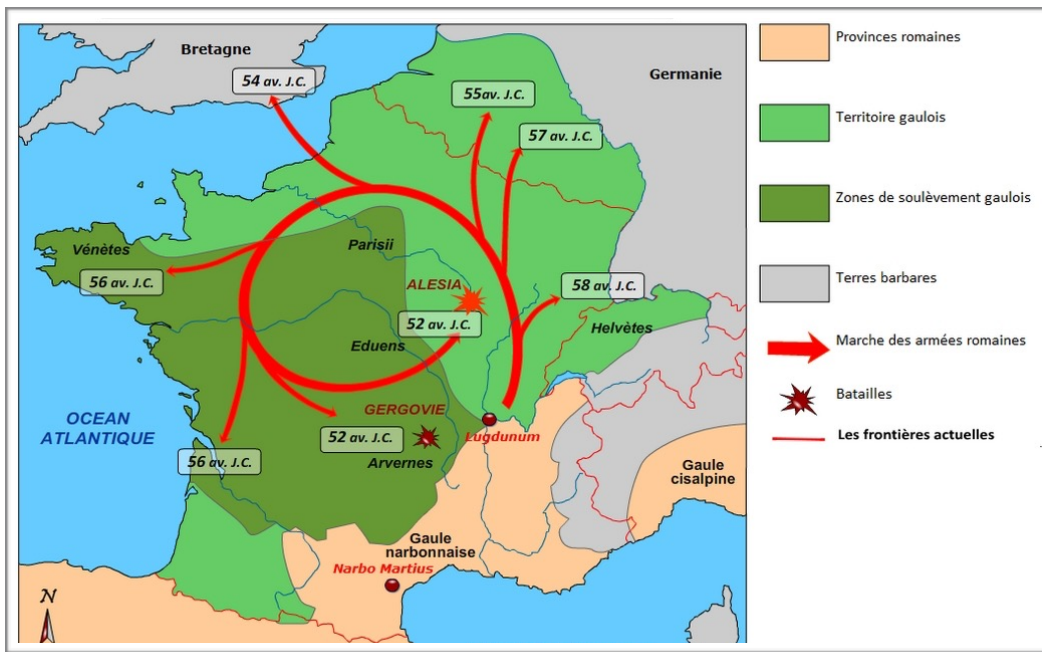 Bretagne
54 av. J.C.
Germanie
55av. J.C.
57 av. J.C.
Vénètes
Parisii
56 av. J.C.
ALESIA
58 av. J.C.
52 av. J.C.
Helvètes
Eduens
OCEAN
ATLANTIQUE
GERGOVIE
52 av. J.C.
Lugdunum
Arvernes
56 av. J.C.
Gaule
cisalpine
Gaule
narbonnaise
Narbo Martius
N
Provinces romaines
Territoire gaulois
Zones de soulèvement gaulois
Terres barbares
Marche des armées romaines
Batailles
Les frontières actuelles